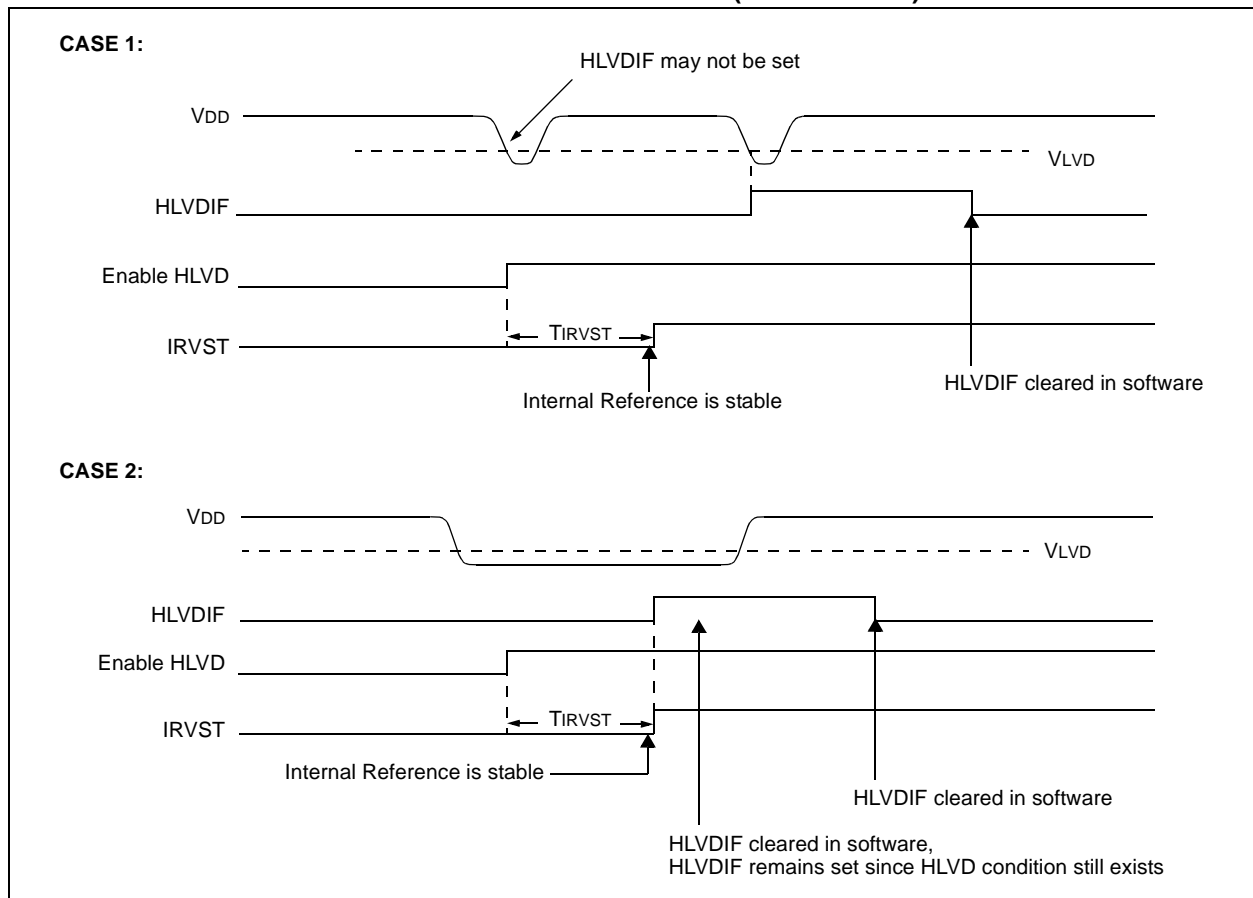 CASE 1:
HLVDIF may not be set
VDD
VLVD
HLVDIF
Enable HLVD
TIRVST
IRVST
HLVDIF cleared in software
Internal Reference is stable
CASE 2:
VDD
VLVD
HLVDIF
Enable HLVD
TIRVST
IRVST
Internal Reference is stable
HLVDIF cleared in software
HLVDIF cleared in software,
HLVDIF remains set since HLVD condition still exists